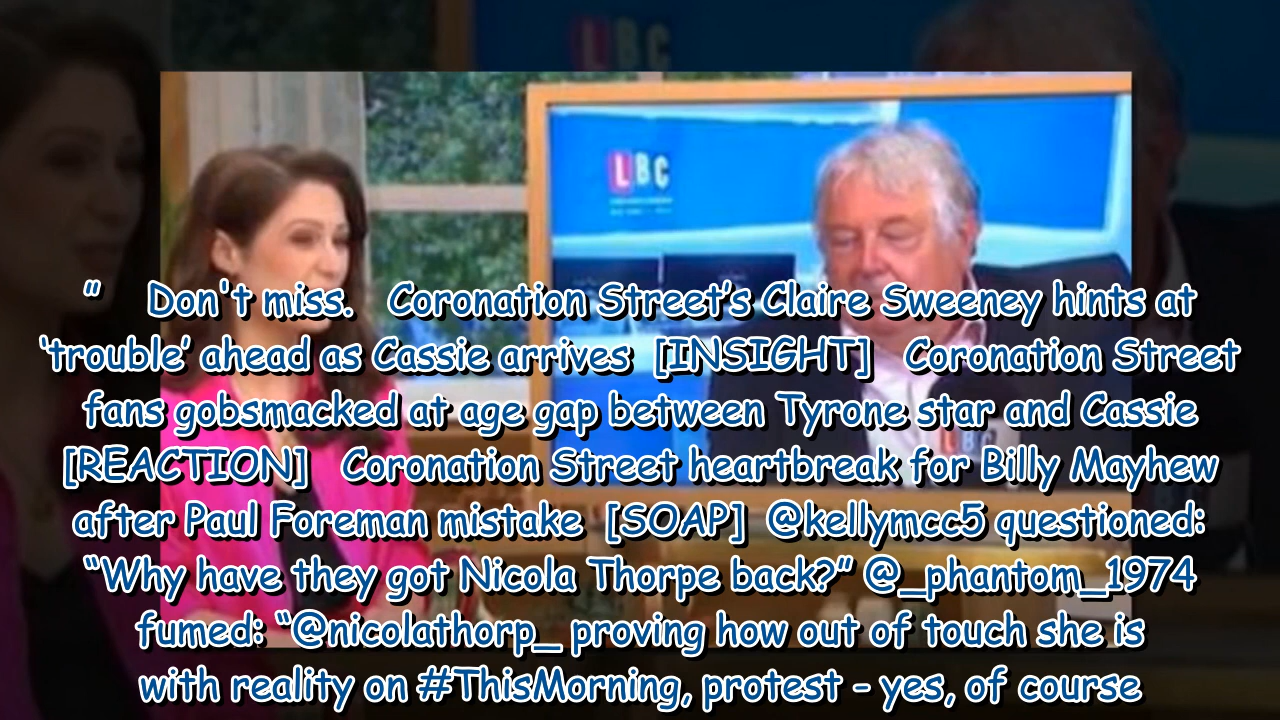 LBC
LBC
LBC
”    Don't miss.   Coronation Street’s Claire Sweeney hints at
‘trouble’ ahead as Cassie arrives  [INSIGHT]   Coronation Street
fans gobsmacked at age gap between Tyrone star and Cassie
[REACTION]   Coronation Street heartbreak for Billy Mayhew
after Paul Foreman mistake  [SOAP]  @kellymcc5 questioned:
“Why have they got Nicola Thorpe back?” @_phantom_1974
fumed: “@nicolathorp_ proving how out of touch she is
with reality on #ThisMorning, protest - yes, of course